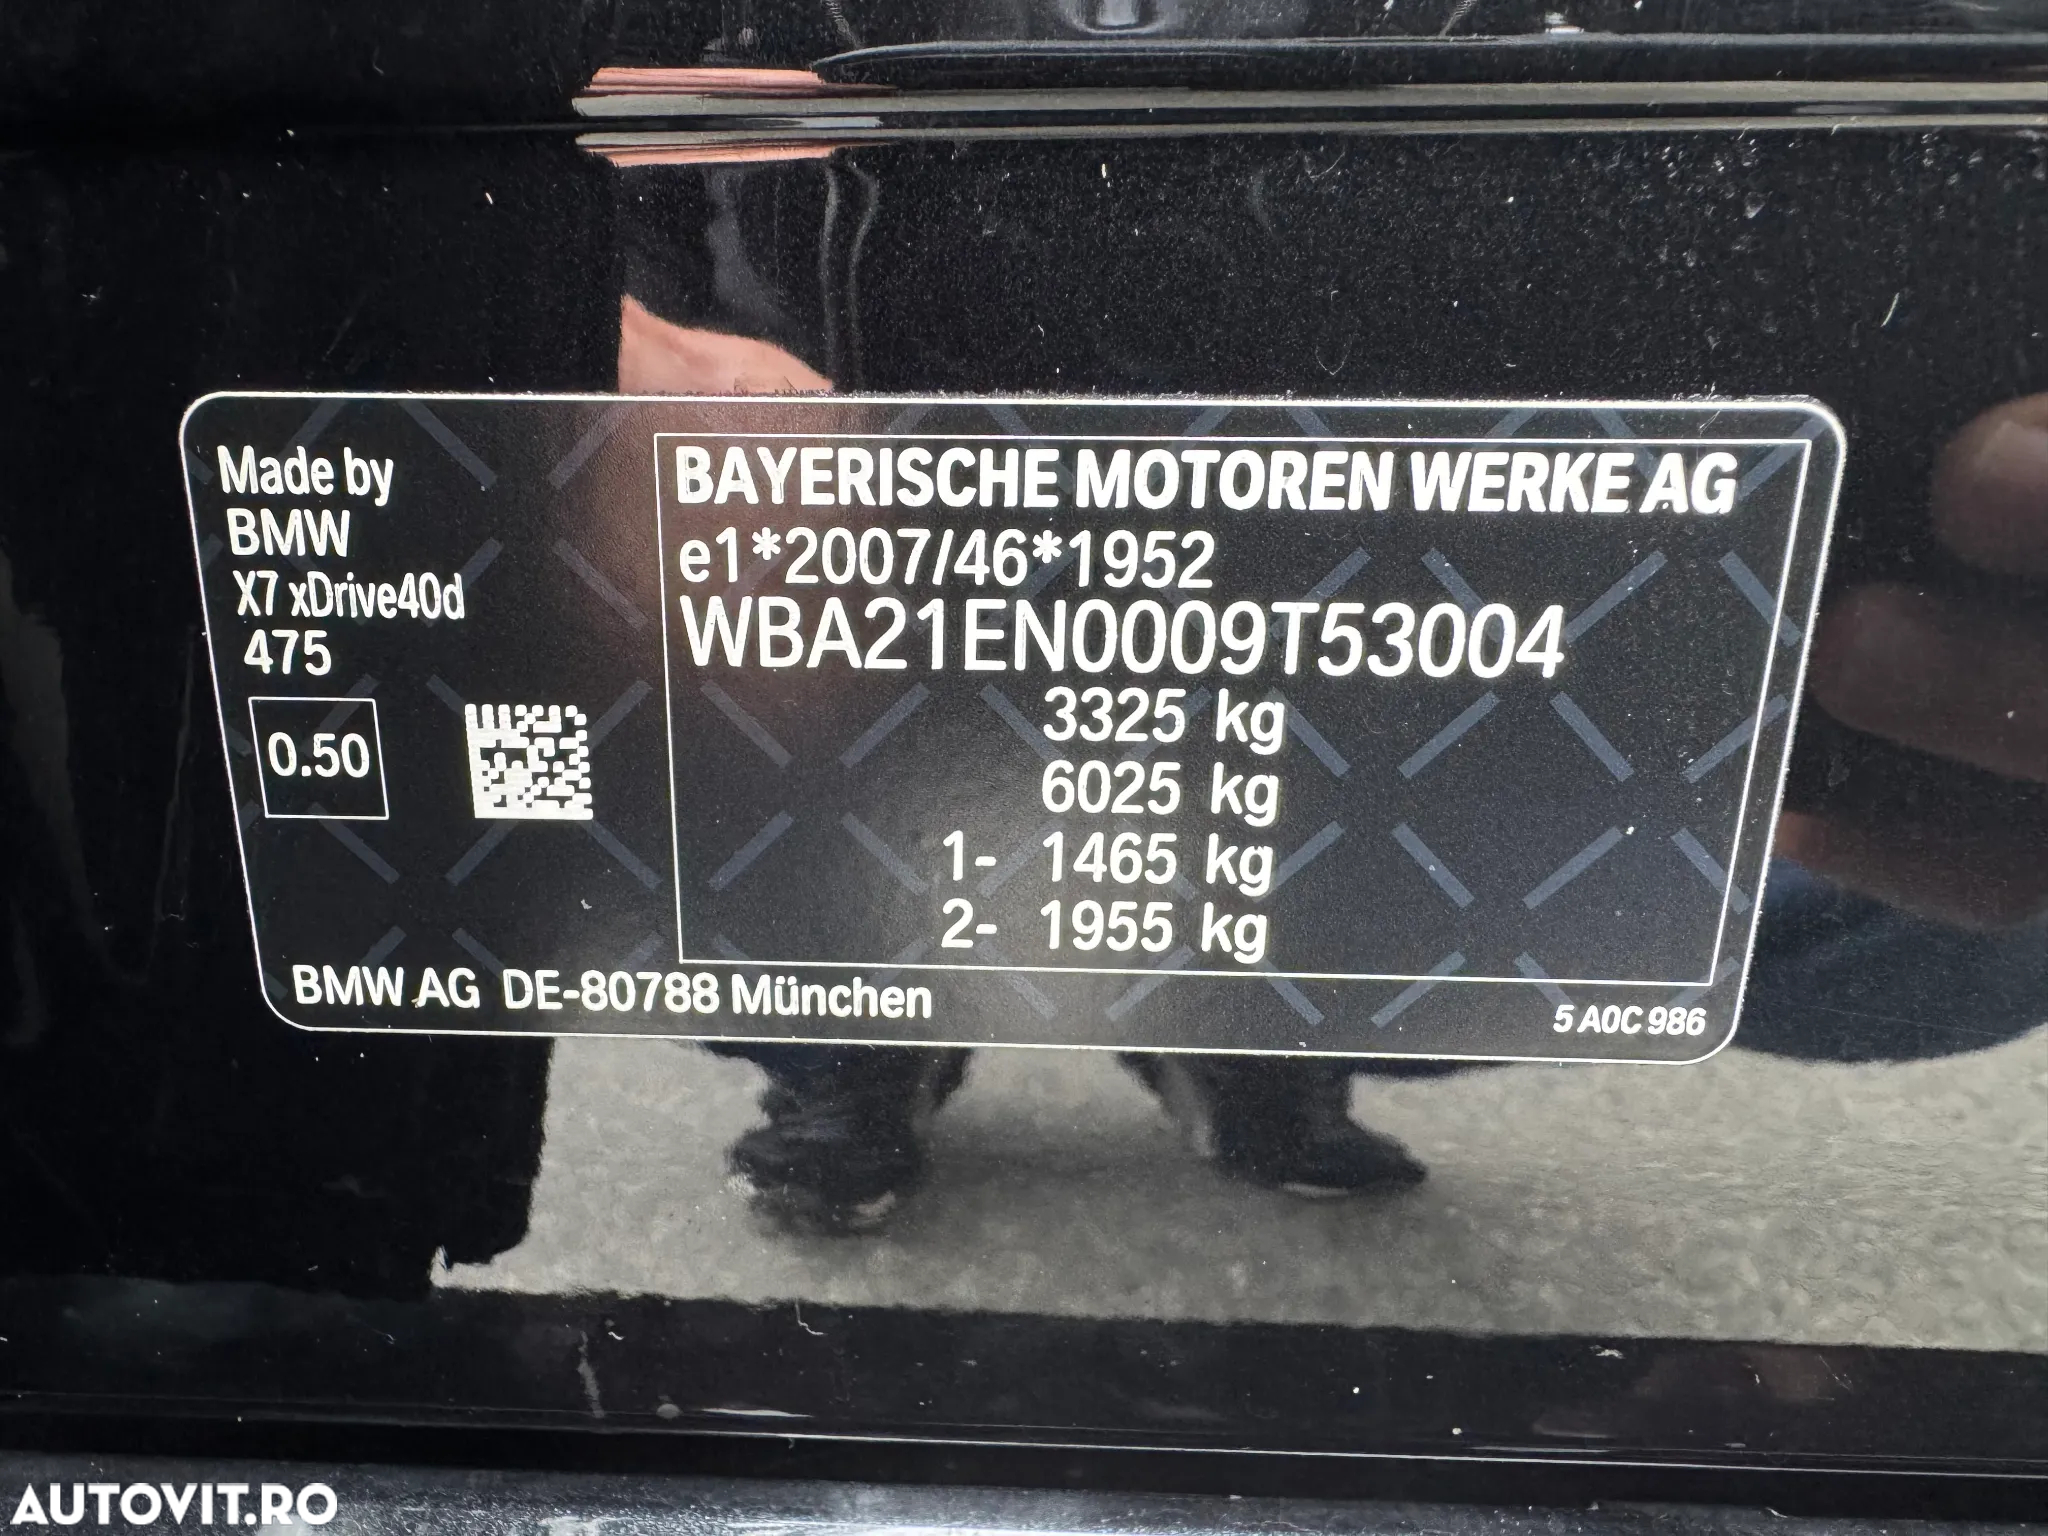 Made by
BMW
X7 xDrive40d
475
0.50
BAYERISCHE MOTOREN WERKE AG
e1*2007/46*1952
WBA21EN0009T53004
3325 kg
6025 kg
1- 1465 kg
2- 1955 kg
BMW AG DE-80788 München
5 A0C 986
AUTOVIT.RO